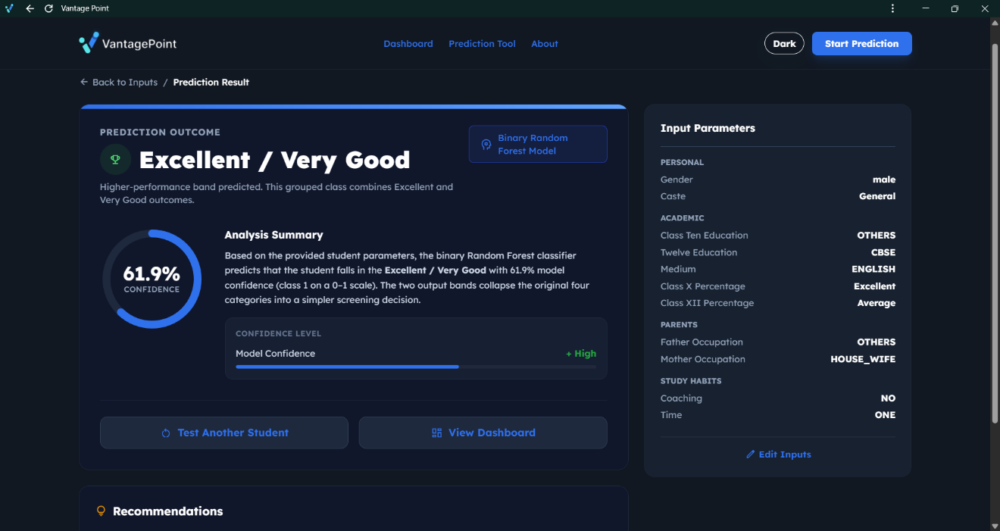 Vantage Point
VantagePoint
Dashboard
Prediction Tool
About
Dark
Start Prediction
← Back to Inputs / Prediction Result
PREDICTION OUTCOME
Excellent / Very Good
Higher-performance band predicted. This grouped class combines Excellent and
Very Good outcomes.
Binary Random
Forest Model
61.9%
CONFIDENCE
Analysis Summary
Based on the provided student parameters, the binary Random Forest classifier
predicts that the student falls in the Excellent / Very Good with 61.9% model
confidence (class 1 on a 0–1 scale). The two output bands collapse the original four
categories into a simpler screening decision.
CONFIDENCE LEVEL
Model Confidence + High
Test Another Student
View Dashboard
Recommendations
Input Parameters
PERSONAL
Gender male
Caste General
ACADEMIC
Class Ten Education OTHERS
Twelve Education CBSE
Medium ENGLISH
Class X Percentage Excellent
Class XII Percentage Average
PARENTS
Father Occupation OTHERS
Mother Occupation HOUSE_WIFE
STUDY HABITS
Coaching NO
Time ONE
Edit Inputs